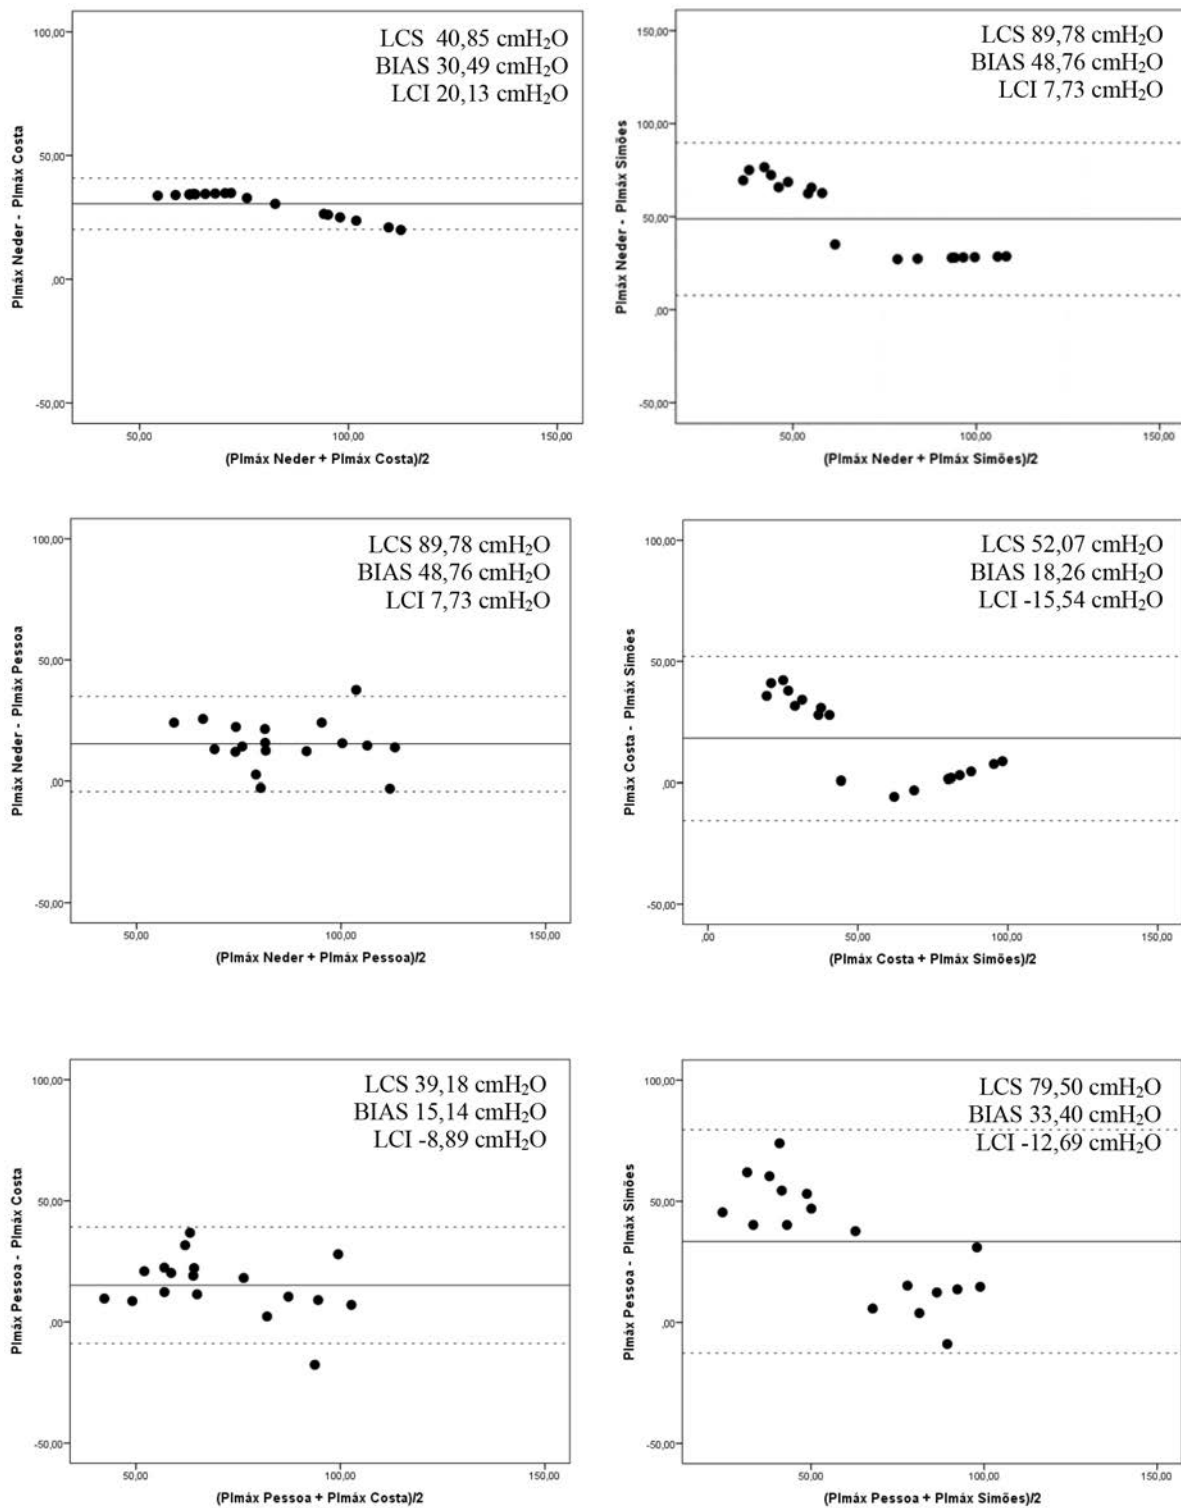 LCS 40,85 cmH₂O
BIAS 30,49 cmH₂O
LCI 20,13 cmH₂O
100,00
50,00
,00
-50,00
PImáx Neder - PImáx Costa
50,00 100,00 150,00
(PImáx Neder + PImáx Costa)/2
LCS 89,78 cmH₂O
BIAS 48,76 cmH₂O
LCI 7,73 cmH₂O
150,00
100,00
50,00
,00
-50,00
PImáx Neder - PImáx Simões
50,00 100,00 150,00
(PImáx Neder + PImáx Simões)/2
LCS 89,78 cmH₂O
BIAS 48,76 cmH₂O
LCI 7,73 cmH₂O
100,00
50,00
,00
-50,00
PImáx Neder - PImáx Pessoa
50,00 100,00 150,00
(PImáx Neder + PImáx Pessoa)/2
LCS 52,07 cmH₂O
BIAS 18,26 cmH₂O
LCI -15,54 cmH₂O
100,00
50,00
,00
-50,00
PImáx Costa - PImáx Simões
,00 50,00 100,00 150,00
(PImáx Costa + PImáx Simões)/2
LCS 39,18 cmH₂O
BIAS 15,14 cmH₂O
LCI -8,89 cmH₂O
100,00
50,00
,00
-50,00
PImáx Pessoa - PImáx Costa
50,00 100,00 150,00
(PImáx Pessoa + PImáx Costa)/2
LCS 79,50 cmH₂O
BIAS 33,40 cmH₂O
LCI -12,69 cmH₂O
100,00
50,00
,00
-50,00
PImáx Pessoa - PImáx Simões
50,00 100,00 150,00
(PImáx Pessoa + PImáx Simões)/2